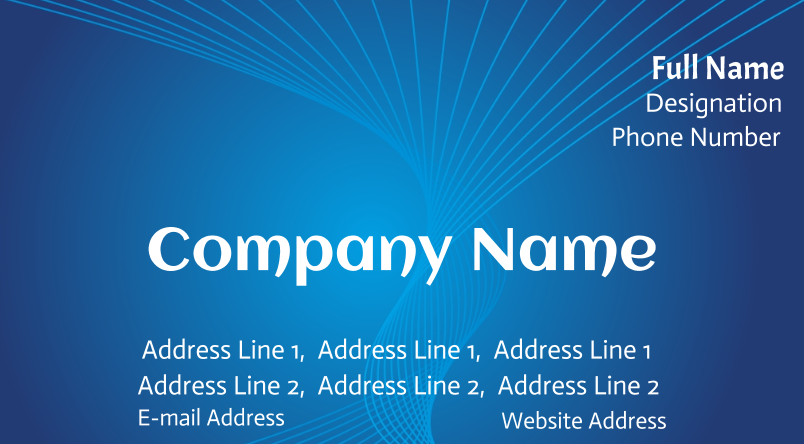 Full Name
Designation
Phone Number
Company Name
Address Line 1, Address Line 1, Address Line 1
Address Line 2, Address Line 2, Address Line 2
E-mail Address Website Address